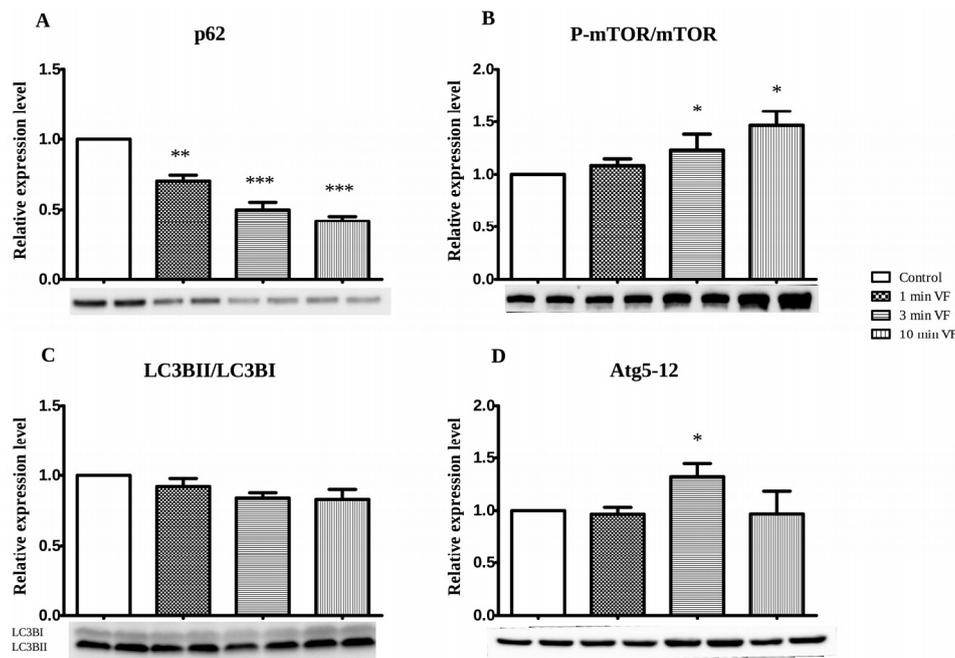 A
p62
Relative expression level
1.5
1.0
0.5
0.0
**
***
***
B
P-mTOR/mTOR
Relative expression level
2.0
1.5
1.0
0.5
0.0
*
*
Control
1 min VF
3 min VF
10 min VF
C
LC3BII/LC3BI
Relative expression level
1.5
1.0
0.5
0.0
LC3BI
LC3BII
D
Atg5-12
Relative expression level
2.0
1.5
1.0
0.5
0.0
*